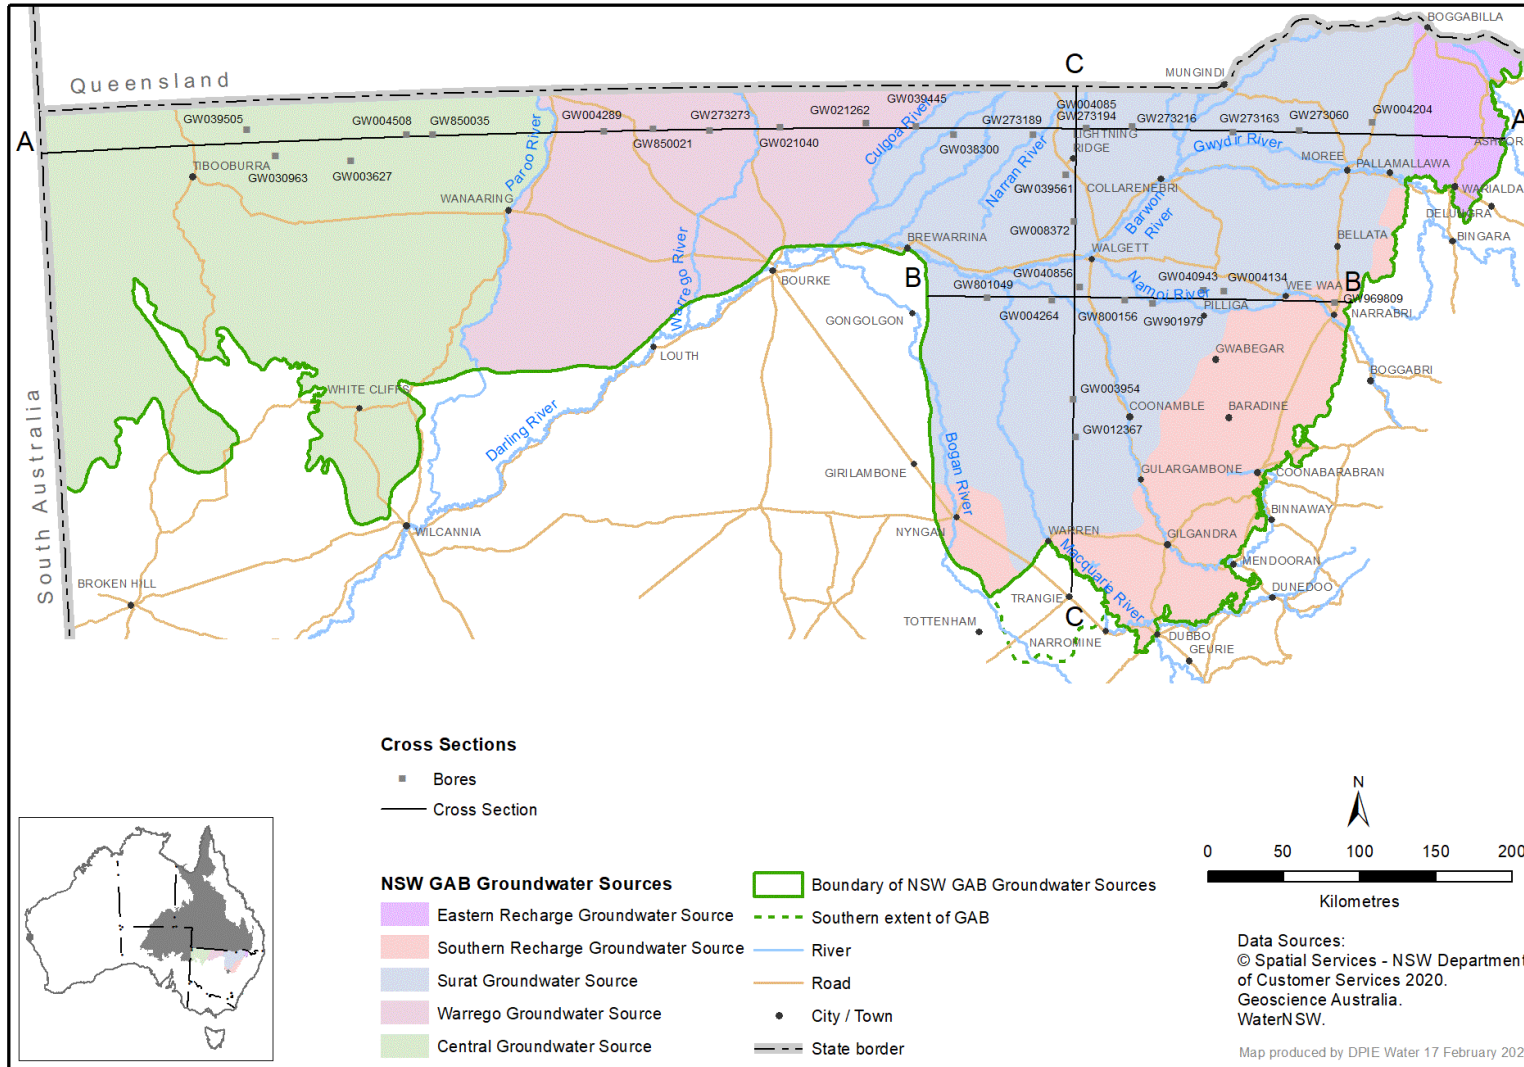 BOGGABILLA
Queensland
C
MUNGINDI
GW039505
GW004508
GW850035
GW004289
GW273273
GW021262
GW039445
GW004085
GW273189
GW273194
GW273216
GW273163
GW273060
GW004204
A
A
Paroo River
GW850021
GW021040
Culgoa River
GW038300
Narran River
LIGHTNING
RIDGE
Gwydir River
MOREE
PALLAMALLAWA
TIBOOBURRA
GW030963
GW003627
WANAARING
GW039561
COLLARENEBRI
WARIALDA
DELUNGRA
BINGARA
Warrego River
BREWARRINA
GW008372
Barwon
River
WALGETT
BELLATA
BOURKE
B
GW801049
GW040856
GW040943
GW004134
WEE WAA
B
Namoi River
GW969809
GONGOLGON
GW004264
GW800156
GW901979
PILLIGA
NARRABRI
LOUTH
GWABEGAR
BOGGABRI
WHITE CLIFFS
GW003954
COONAMBLE
BARADINE
Darling River
GW012367
Bogan River
GIRILAMBONE
GULARGAMBONE
COONABARABRAN
South Australia
WILCANNIA
NYNGAN
WARREN
GILGANDRA
BINNAWAY
Macquarie River
MENDOORAN
BROKEN HILL
TRANGIE
DUNEDOO
C
TOTTENHAM
NARROMINE
DUBBO
GEURIE
Cross Sections
Bores
Cross Section
NSW GAB Groundwater Sources
Eastern Recharge Groundwater Source
Southern Recharge Groundwater Source
Surat Groundwater Source
Warrego Groundwater Source
Central Groundwater Source
Boundary of NSW GAB Groundwater Sources
Southern extent of GAB
River
Road
City / Town
State border
N
0 50 100 150 200
Kilometres
Data Sources:
© Spatial Services - NSW Department
of Customer Services 2020.
Geoscience Australia.
WaterNSW.
Map produced by DPIE Water 17 February 202